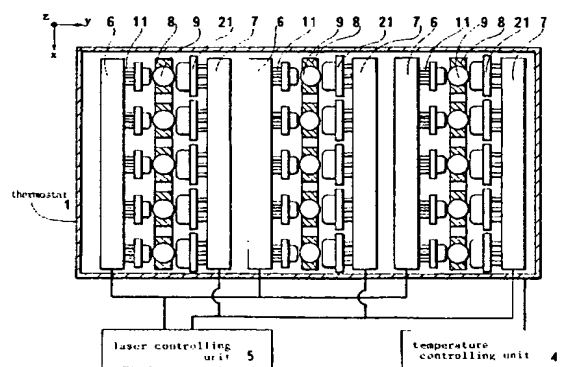 z y 6 11 8 9 21 7 6 11 9 8 21 7 6 11 9 8 21 7
x
thermostat 1
laser controlling unit 5
temperature controlling unit 4